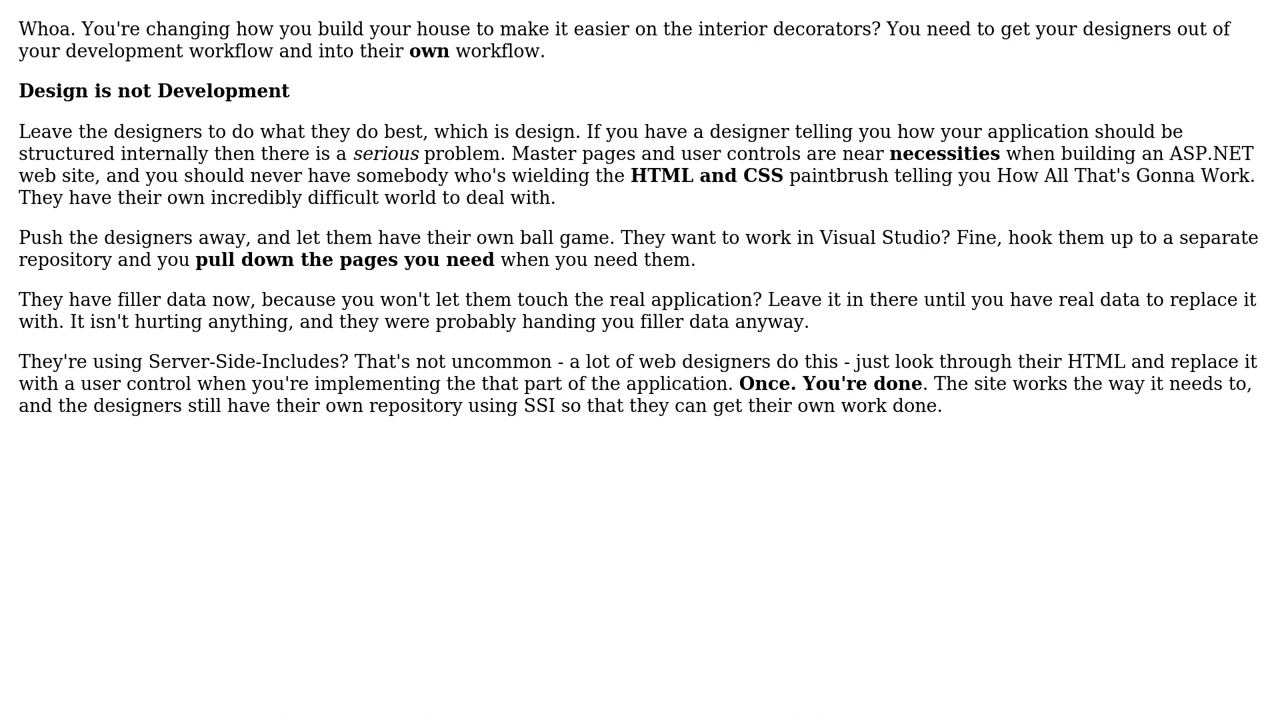 Whoa. You're changing how you build your house to make it easier on the interior decorators? You need to get your designers out of
your development workflow and into their own workflow.
Design is not Development
Leave the designers to do what they do best, which is design. If you have a designer telling you how your application should be
structured internally then there is a serious problem. Master pages and user controls are near necessities when building an ASP.NET
web site, and you should never have somebody who's wielding the HTML and CSS paintbrush telling you How All That's Gonna Work.
They have their own incredibly difficult world to deal with.
Push the designers away, and let them have their own ball game. They want to work in Visual Studio? Fine, hook them up to a separate
repository and you pull down the pages you need when you need them.
They have filler data now, because you won't let them touch the real application? Leave it in there until you have real data to replace it
with. It isn't hurting anything, and they were probably handing you filler data anyway.
They're using Server-Side-Includes? That's not uncommon - a lot of web designers do this - just look through their HTML and replace it
with a user control when you're implementing the that part of the application. Once. You're done. The site works the way it needs to,
and the designers still have their own repository using SSI so that they can get their own work done.